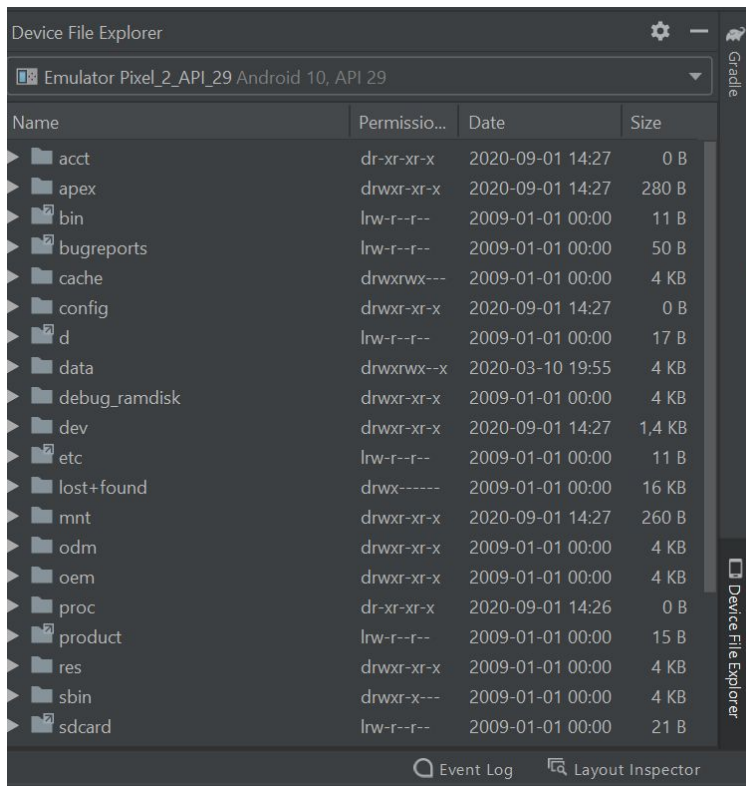 Device File Explorer
Emulator Pixel_2_API_29 Android 10, API 29
Name Permissio... Date Size
acct dr-xr-xr-x 2020-09-01 14:27 0 B
apex drwxr-xr-x 2020-09-01 14:27 280 B
bin lrw-r--r-- 2009-01-01 00:00 11 B
bugreports lrw-r--r-- 2009-01-01 00:00 50 B
cache drwxrwx--- 2009-01-01 00:00 4 KB
config drwxr-xr-x 2020-09-01 14:27 0 B
d lrw-r--r-- 2009-01-01 00:00 17 B
data drwxrwx--x 2020-03-10 19:55 4 KB
debug_ramdisk drwxr-xr-x 2009-01-01 00:00 4 KB
dev drwxr-xr-x 2020-09-01 14:27 1,4 KB
etc lrw-r--r-- 2009-01-01 00:00 11 B
lost+found drwx------ 2009-01-01 00:00 16 KB
mnt drwxr-xr-x 2020-09-01 14:27 260 B
odm drwxr-xr-x 2009-01-01 00:00 4 KB
oem drwxr-xr-x 2009-01-01 00:00 4 KB
proc dr-xr-xr-x 2020-09-01 14:26 0 B
product lrw-r--r-- 2009-01-01 00:00 15 B
res drwxr-xr-x 2009-01-01 00:00 4 KB
sbin drwxr-x--- 2009-01-01 00:00 4 KB
sdcard lrw-r--r-- 2009-01-01 00:00 21 B
Event Log Layout Inspector
Gradle
Device File Explorer